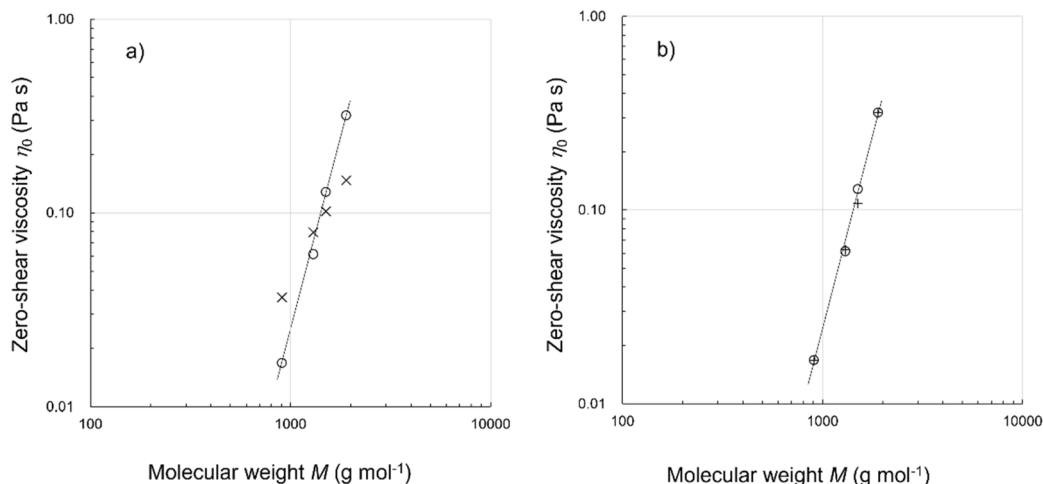 a)
Zero-shear viscosity η0 (Pa s)
1.00
0.10
0.01
100
1000
10000
Molecular weight M (g mol-1)
b)
Zero-shear viscosity η0 (Pa s)
1.00
0.10
0.01
100
1000
10000
Molecular weight M (g mol-1)